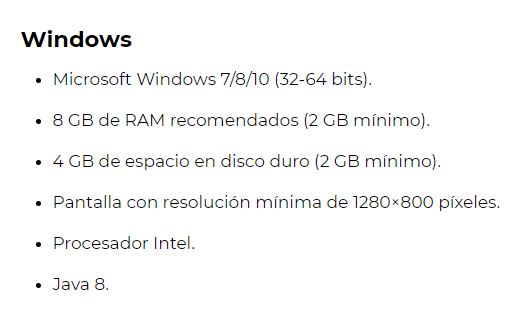 Windows
Microsoft Windows 7/8/10 (32-64 bits).
8 GB de RAM recomendados (2 GB mínimo).
4 GB de espacio en disco duro (2 GB mínimo).
Pantalla con resolución mínima de 1280×800 píxeles.
Procesador Intel.
Java 8.